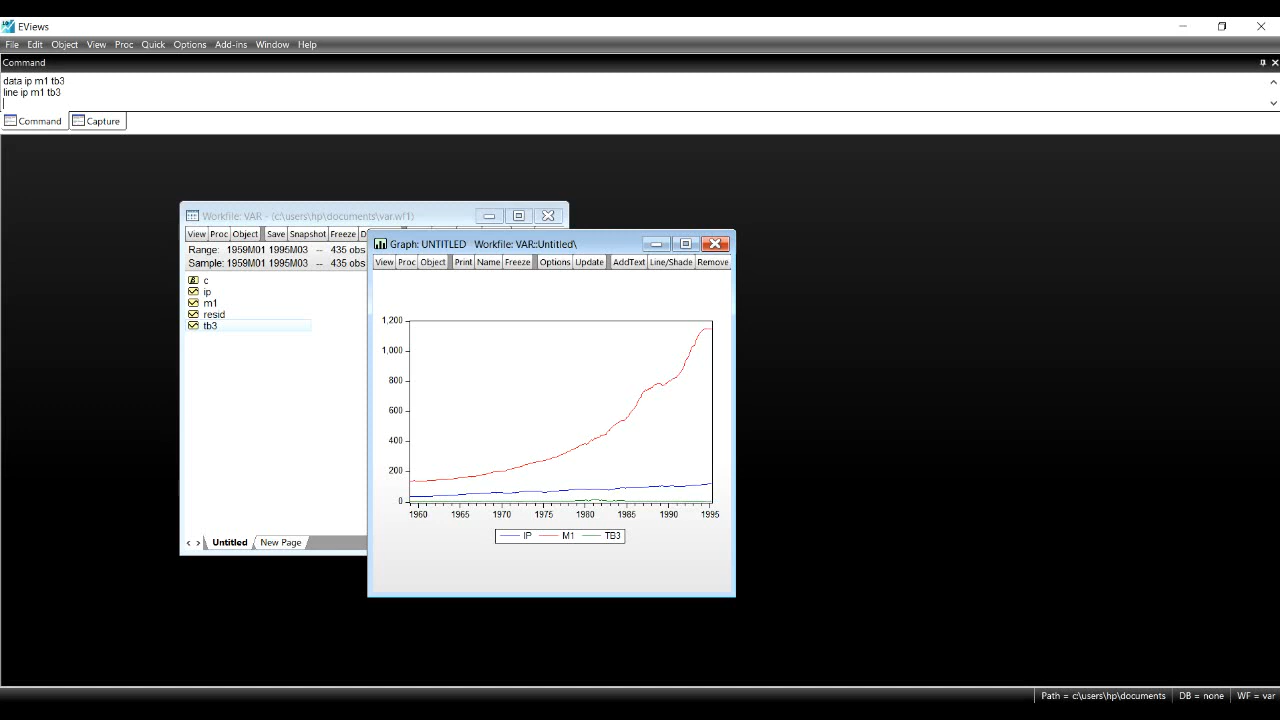 EViews
File Edit Object View Proc Quick Options Add-ins Window Help
Command
data ip m1 tb3
line ip m1 tb3
Command Capture
Workfile: VAR - (c:\users\hp\documents\var.wf1)
View Proc Object Save Snapshot Freeze
Range: 1959M01 1995M03 -- 435 obs
Sample: 1959M01 1995M03 -- 435 obs
c
ip
m1
resid
tb3
Untitled New Page
Graph: UNTITLED Workfile: VAR::Untitled\
View Proc Object Print Name Freeze Options Update AddText Line/Shade Remove
1,200
1,000
800
600
400
200
0
1960 1965 1970 1975 1980 1985 1990 1995
IP M1 TB3
Path = c:\users\hp\documents DB = none WF = var